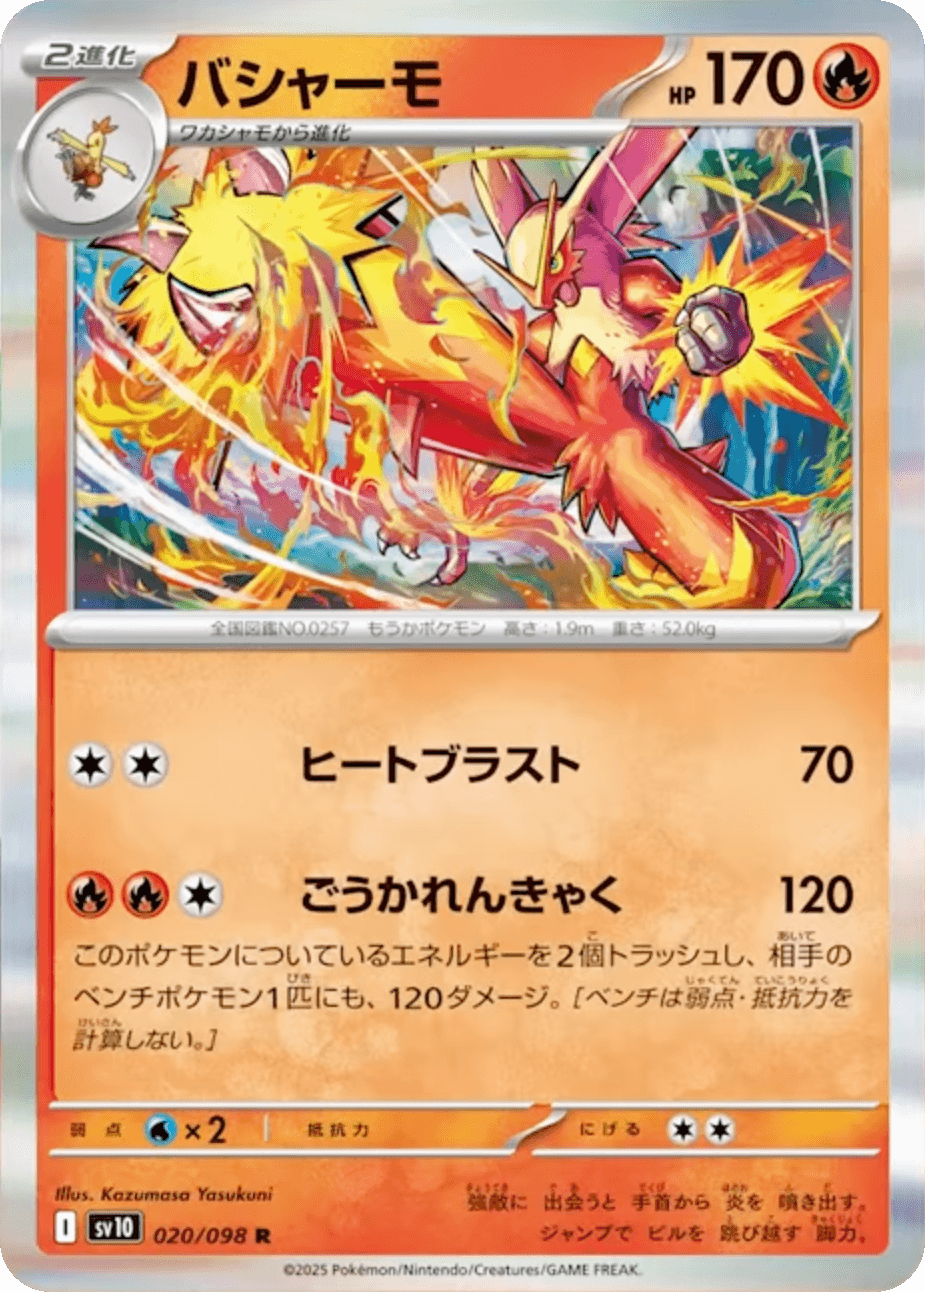 2進化
バシャーモ
HP 170
ワカシャモから進化
全国図鑑NO.0257 もうかポケモン 高さ:1.9m 重さ:52.0kg
ヒートブラスト 70
ごうかれんきゃく 120
このポケモンについているエネルギーを2個トラッシュし、相手の
ベンチポケモン1匹にも、120ダメージ。[ベンチは弱点・抵抗力を
計算しない。]
弱点 ×2 抵抗力 にげる
Illus. Kazumasa Yasukuni
強敵に 出会うと 手首から 炎を 噴き出す。
ジャンプで ビルを 跳び越す 脚力。
I sv10 020/098 R
©2025 Pokémon/Nintendo/Creatures/GAME FREAK.